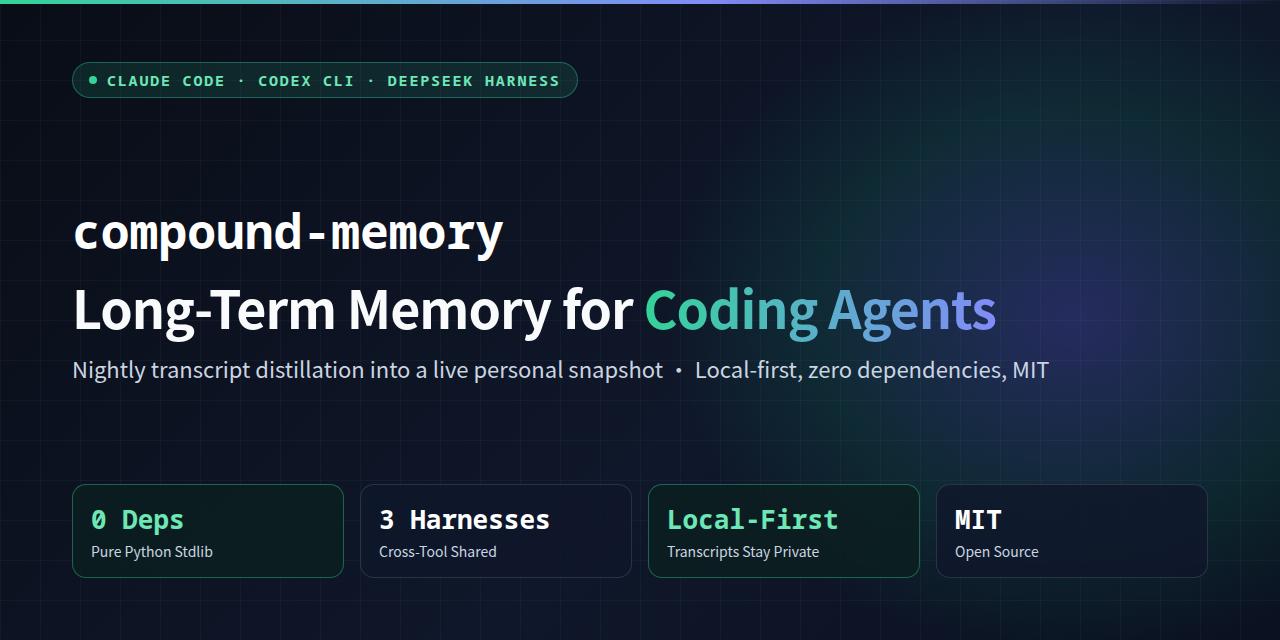 CLAUDE CODE · CODEX CLI · DEEPSEEK HARNESS
compound-memory
Long-Term Memory for Coding Agents
Nightly transcript distillation into a live personal snapshot • Local-first, zero dependencies, MIT
0 Deps
Pure Python Stdlib
3 Harnesses
Cross-Tool Shared
Local-First
Transcripts Stay Private
MIT
Open Source